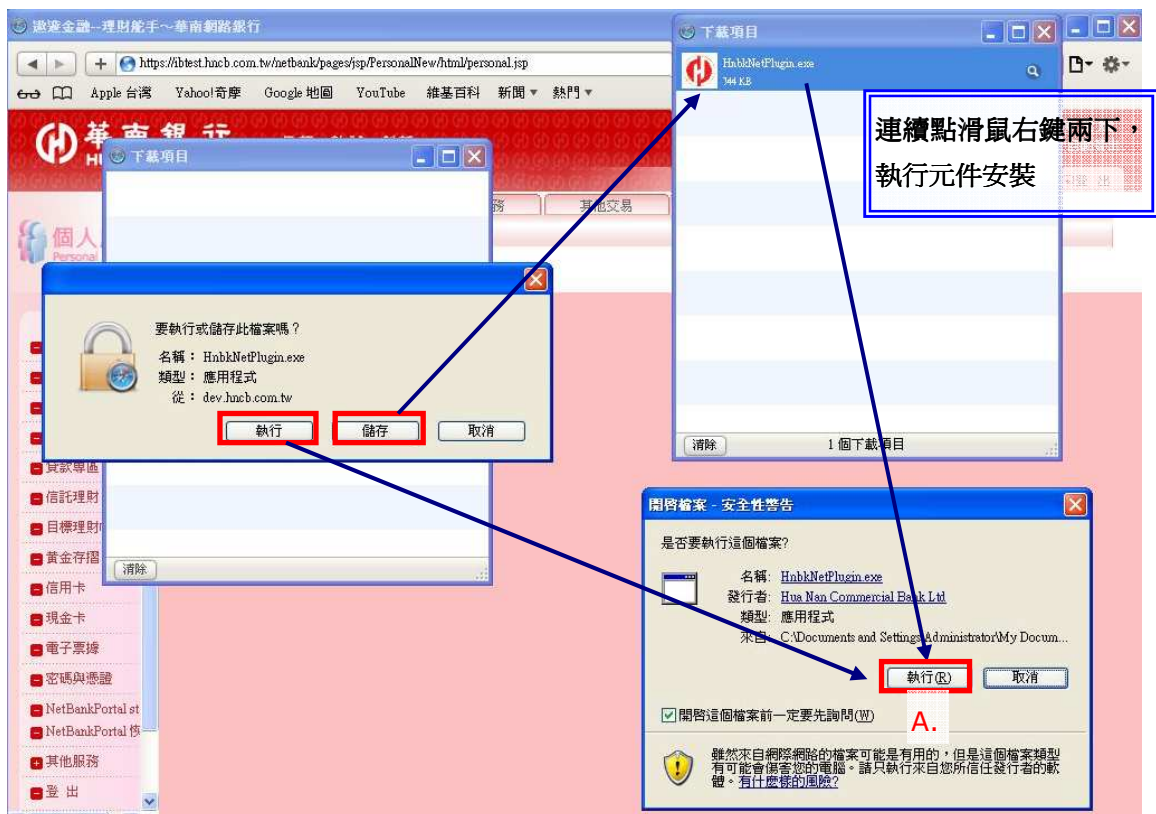 遨遊金融--理財舵手～華南網路銀行
https://ibtest.hncb.com.tw/netbank/pages/jsp/PersonalNew/html/personal.jsp
Apple 台灣 Yahoo!奇摩 Google 地圖 YouTube 維基百科 新聞
華南銀行
下載項目
HnbkNetPlugin.exe
344 KB
連續點滑鼠右鍵兩下，
執行元件安裝
下載項目
其他交易
個人
Personal
要執行或儲存此檔案嗎？
名稱： HnbkNetPlugin.exe
類型： 應用程式
從： dev.hncb.com.tw
執行 儲存 取消
清除 1 個下載項目
貸款專區
信託理財
目標理財
黃金存摺
清除
信用卡
現金卡
電子票據
密碼與憑證
NetBankPortal st
NetBankPortal 恢
其他服務
登 出
開啓檔案 - 安全性警告
是否要執行這個檔案?
名稱: HnbkNetPlugin.exe
發行者: Hua Nan Commercial Bank Ltd
類型: 應用程式
來自: C:\Documents and Settings\Administrator\My Docum...
執行(R) 取消
開啓這個檔案前一定要先詢問(W)
A.
雖然來自網際網路的檔案可能是有用的，但是這個檔案類型
有可能會傷害您的電腦。請只執行來自您所信任發行者的軟
體。有什麼樣的風險?